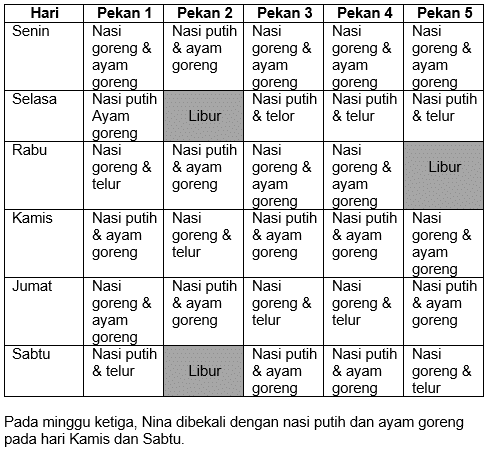 Hari Pekan 1 Pekan 2 Pekan 3 Pekan 4 Pekan 5
Senin Nasi goreng & ayam goreng Nasi putih & ayam goreng Nasi goreng & ayam goreng Nasi goreng & ayam goreng Nasi goreng & ayam goreng
Selasa Nasi putih Ayam goreng Libur Nasi putih & telor Nasi putih & telur Nasi putih & telur
Rabu Nasi goreng & telur Nasi putih & ayam goreng Nasi goreng & ayam goreng Nasi goreng & ayam goreng Libur
Kamis Nasi putih & ayam goreng Nasi goreng & telur Nasi putih & ayam goreng Nasi putih & ayam goreng Nasi goreng & ayam goreng
Jumat Nasi goreng & ayam goreng Nasi putih & ayam goreng Nasi goreng & telur Nasi goreng & telur Nasi putih & ayam goreng
Sabtu Nasi putih & telur Libur Nasi putih & ayam goreng Nasi putih & ayam goreng Nasi goreng & telur
Pada minggu ketiga, Nina dibekali dengan nasi putih dan ayam goreng
pada hari Kamis dan Sabtu.